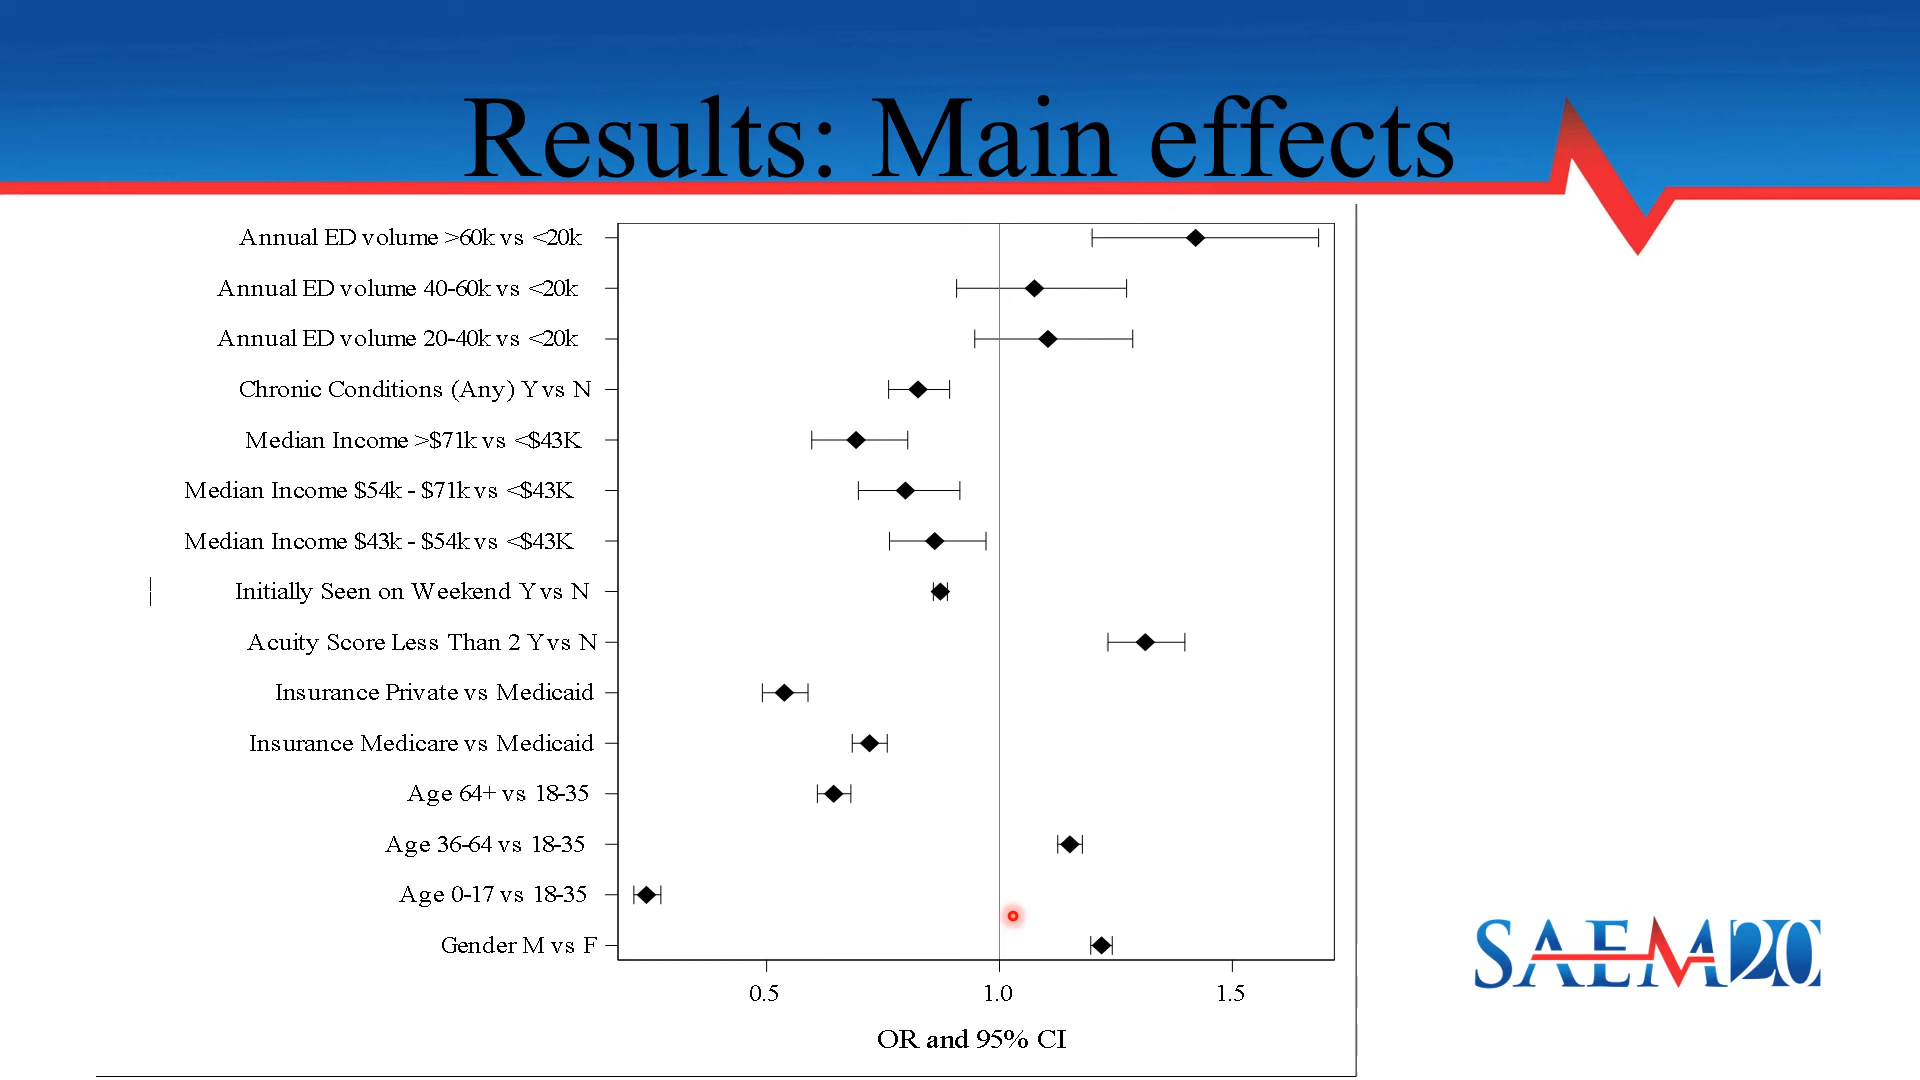 Results: Main effects
Annual ED volume >60k vs <20k
Annual ED volume 40-60k vs <20k
Annual ED volume 20-40k vs <20k
Chronic Conditions (Any) Y vs N
Median Income >$71k vs <$43K
Median Income $54k - $71k vs <$43K
Median Income $43k - $54k vs <$43K
Initially Seen on Weekend Y vs N
Acuity Score Less Than 2 Y vs N
Insurance Private vs Medicaid
Insurance Medicare vs Medicaid
Age 64+ vs 18-35
Age 36-64 vs 18-35
Age 0-17 vs 18-35
Gender M vs F
0.5 1.0 1.5
OR and 95% CI
SAEM20